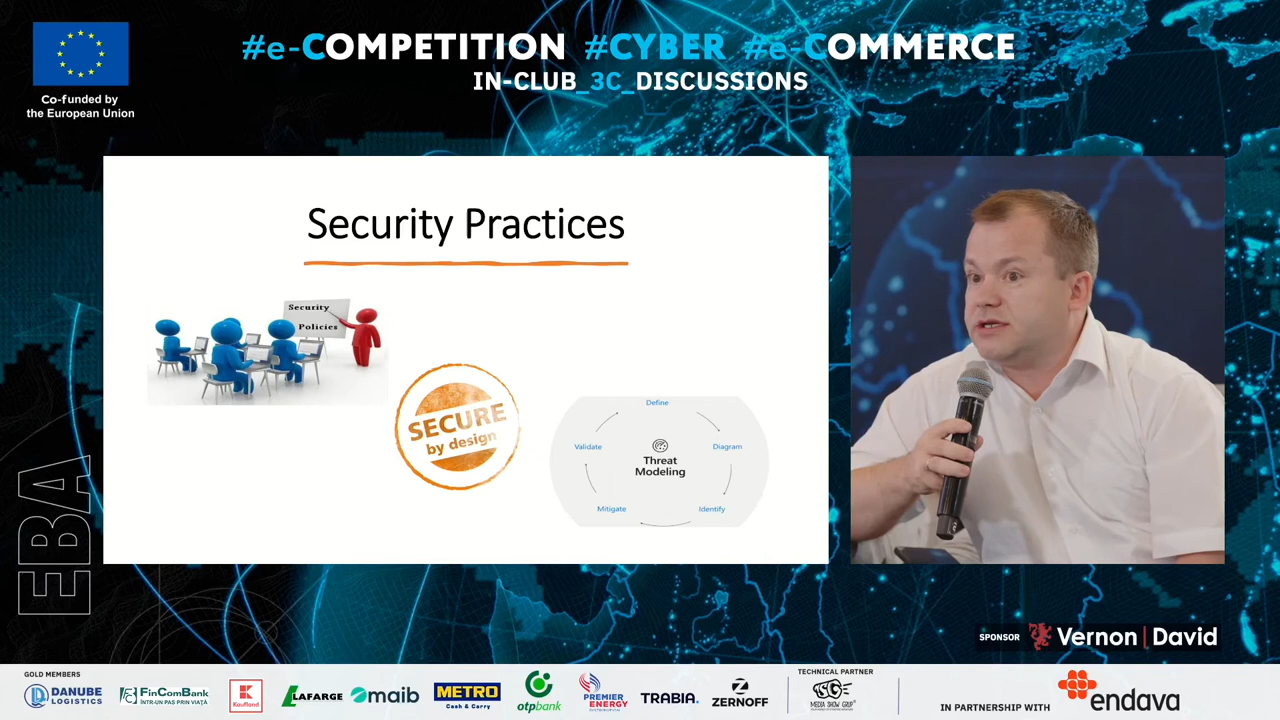 #e-COMPETITION #CYBER #e-COMMERCE
IN-CLUB_3C_DISCUSSIONS
Co-funded by
the European Union
Security Practices
Security
Policies
SECURE
by design
Define
Validate
Diagram
Threat
Modeling
Mitigate
Identify
EBA
SPONSOR Vernon | David
GOLD MEMBERS
DANUBE
LOGISTICS
FinComBank
ÎNTR-UN PAS PRIN VIAȚĂ
Kaufland
LAFARGE
maib
METRO
Cash & Carry
otpbank
PREMIER
ENERGY
TRABIA
ZERNOFF
TECHNICAL PARTNER
MEDIA SHOW GRUP
IN PARTNERSHIP WITH endava